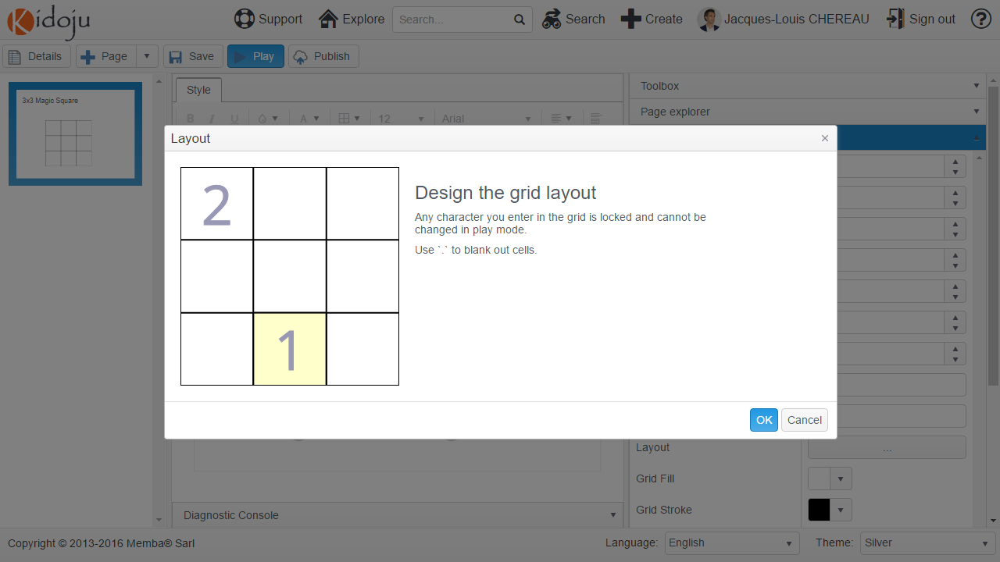 Kidoju
Support
Explore
Search...
Search
Create
Jacques-Louis CHEREAU
Sign out
?
Details
Page
Save
Play
Publish
Style
Toolbox
3x3 Magic Square
B I U
A
12
Arial
Page explorer
Layout
×
2
Design the grid layout
Any character you enter in the grid is locked and cannot be
changed in play mode.
Use `.` to blank out cells.
1
OK
Cancel
Layout
...
Grid Fill
Grid Stroke
Diagnostic Console
Copyright © 2013-2016 Memba® Sarl
Language:
English
Theme:
Silver